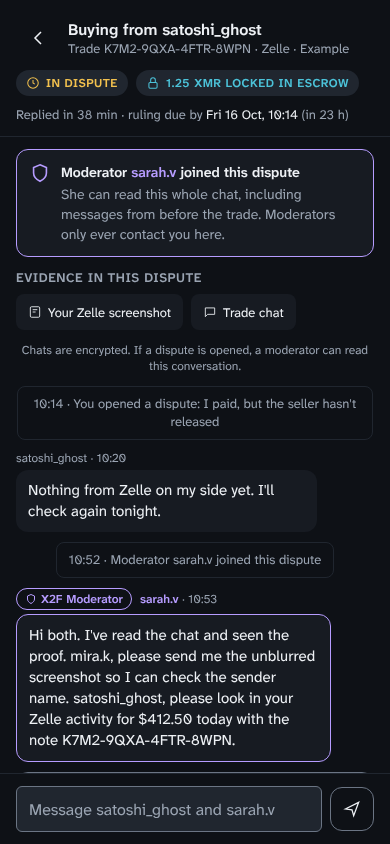 Buying from satoshi_ghost
Trade K7M2-9QXA-4FTR-8WPN · Zelle · Example
IN DISPUTE
1.25 XMR LOCKED IN ESCROW
Replied in 38 min · ruling due by Fri 16 Oct, 10:14 (in 23 h)
Moderator sarah.v joined this dispute
She can read this whole chat, including
messages from before the trade. Moderators
only ever contact you here.
EVIDENCE IN THIS DISPUTE
Your Zelle screenshot
Trade chat
Chats are encrypted. If a dispute is opened, a moderator can read
this conversation.
10:14 · You opened a dispute: I paid, but the seller hasn't
released
satoshi_ghost · 10:20
Nothing from Zelle on my side yet. I'll
check again tonight.
10:52 · Moderator sarah.v joined this dispute
X2F Moderator sarah.v · 10:53
Hi both. I've read the chat and seen the
proof. mira.k, please send me the unblurred
screenshot so I can check the sender
name. satoshi_ghost, please look in your
Zelle activity for $412.50 today with the
note K7M2-9QXA-4FTR-8WPN.
Message satoshi_ghost and sarah.v